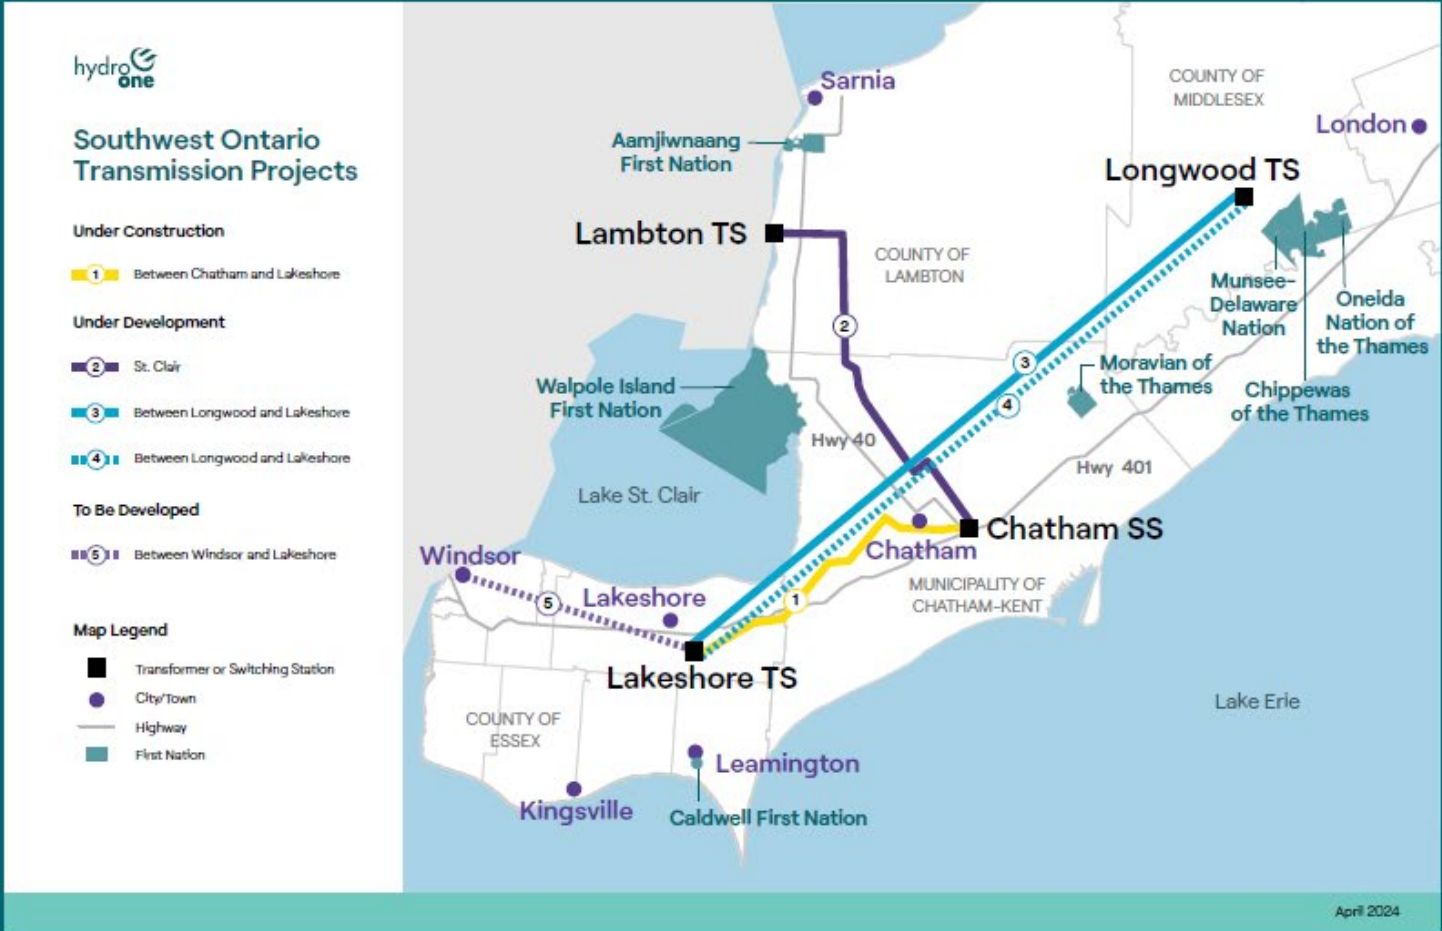 hydro
one
Southwest Ontario
Transmission Projects
Under Construction
1 Between Chatham and Lakeshore
Under Development
2 St. Clair
3 Between Longwood and Lakeshore
4 Between Longwood and Lakeshore
To Be Developed
5 Between Windsor and Lakeshore
Map Legend
Transformer or Switching Station
City/Town
Highway
First Nation
Sarnia
COUNTY OF
MIDDLESEX
London
Aamjiwnaang
First Nation
Longwood TS
Lambton TS
COUNTY OF
LAMBTON
Munsee-
Delaware
Nation
Oneida
Nation of
the Thames
2
3
Moravian of
the Thames
Walpole Island
First Nation
4
Chippewas
of the Thames
Hwy 40
Hwy 401
Lake St. Clair
Chatham SS
Chatham
Windsor
MUNICIPALITY OF
CHATHAM-KENT
5
Lakeshore
1
Lakeshore TS
Lake Erie
COUNTY OF
ESSEX
Leamington
Kingsville
Caldwell First Nation
April 2024